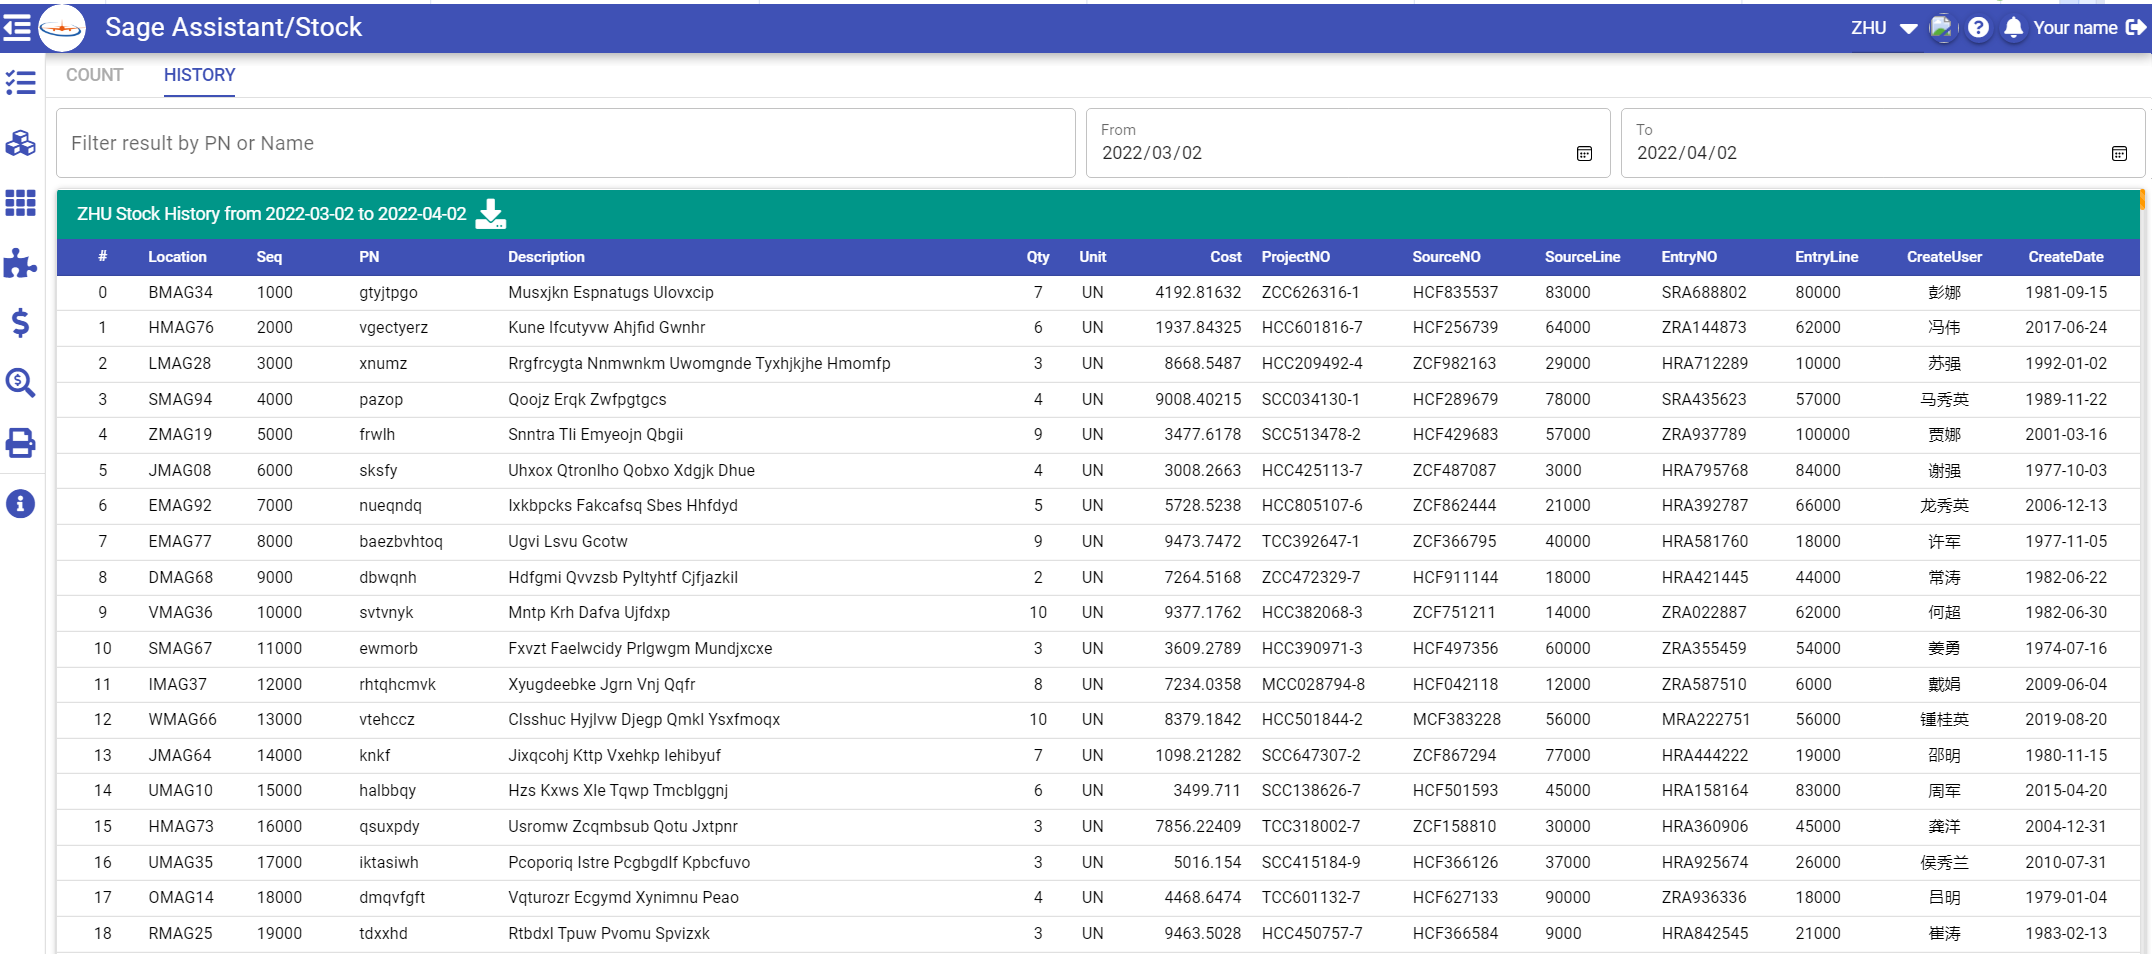 Sage Assistant/Stock ZHU Your name
COUNT HISTORY
Filter result by PN or Name
From
2022/03/02
To
2022/04/02
ZHU Stock History from 2022-03-02 to 2022-04-02
# Location Seq PN Description Qty Unit Cost ProjectNO SourceNO SourceLine EntryNO EntryLine CreateUser CreateDate
0 BMAG34 1000 gtyjtpgo Musxjkn Espnatugs Ulovxcip 7 UN 4192.81632 ZCC626316-1 HCF835537 83000 SRA688802 80000 彭娜 1981-09-15
1 HMAG76 2000 vgectyerz Kune Ifcutyvw Ahjfid Gwnhr 6 UN 1937.84325 HCC601816-7 HCF256739 64000 ZRA144873 62000 冯伟 2017-06-24
2 LMAG28 3000 xnumz Rrgfrcygta Nnmwnkm Uwomgnde Tyxhjkjhe Hmomfp 3 UN 8668.5487 HCC209492-4 ZCF982163 29000 HRA712289 10000 苏强 1992-01-02
3 SMAG94 4000 pazop Qoojz Erqk Zwfpgtgcs 4 UN 9008.40215 SCC034130-1 HCF289679 78000 SRA435623 57000 马秀英 1989-11-22
4 ZMAG19 5000 frwlh Snntra Tli Emyeojn Qbgii 9 UN 3477.6178 SCC513478-2 HCF429683 57000 ZRA937789 100000 贾娜 2001-03-16
5 JMAG08 6000 sksfy Uhxox Qtronlho Qobxo Xdgjk Dhue 4 UN 3008.2663 HCC425113-7 ZCF487087 3000 HRA795768 84000 谢强 1977-10-03
6 EMAG92 7000 nueqndq Ixkbpcks Fakcafsq Sbes Hhfdyd 5 UN 5728.5238 HCC805107-6 ZCF862444 21000 HRA392787 66000 龙秀英 2006-12-13
7 EMAG77 8000 baezbvhtoq Ugvi Lsvu Gcotw 9 UN 9473.7472 TCC392647-1 ZCF366795 40000 HRA581760 18000 许军 1977-11-05
8 DMAG68 9000 dbwqnh Hdfgmi Qvvzsb Pyltyhtf Cjfjazkil 2 UN 7264.5168 ZCC472329-7 HCF911144 18000 HRA421445 44000 常涛 1982-06-22
9 VMAG36 10000 svtvnyk Mntp Krh Dafva Ujfdxp 10 UN 9377.1762 HCC382068-3 ZCF751211 14000 ZRA022887 62000 何超 1982-06-30
10 SMAG67 11000 ewmorb Fxvzt Faelwcidy Prlgwgm Mundjxcxe 3 UN 3609.2789 HCC390971-3 HCF497356 60000 ZRA355459 54000 姜勇 1974-07-16
11 IMAG37 12000 rhtqhcmvk Xyugdeebke Jgrn Vnj Qqfr 8 UN 7234.0358 MCC028794-8 HCF042118 12000 ZRA587510 6000 戴娟 2009-06-04
12 WMAG66 13000 vtehccz Clsshuc Hyjlvw Djegp Qmkl Ysxfmoqx 10 UN 8379.1842 HCC501844-2 MCF383228 56000 MRA222751 56000 锺桂英 2019-08-20
13 JMAG64 14000 knkf Jixqcohj Kttp Vxehkp Iehibyuf 7 UN 1098.21282 SCC647307-2 ZCF867294 77000 HRA444222 19000 邵明 1980-11-15
14 UMAG10 15000 halbbqy Hzs Kxws Xle Tqwp Tmcblggnj 6 UN 3499.711 SCC138626-7 HCF501593 45000 HRA158164 83000 周军 2015-04-20
15 HMAG73 16000 qsuxpdy Usromw Zcqmbsub Qotu Jxtpnr 3 UN 7856.22409 TCC318002-7 ZCF158810 30000 HRA360906 45000 龚洋 2004-12-31
16 UMAG35 17000 iktasiwh Pcoporiq Istre Pcgbgdlf Kpbcfuvo 3 UN 5016.154 SCC415184-9 HCF366126 37000 HRA925674 26000 侯秀兰 2010-07-31
17 OMAG14 18000 dmqvfgft Vqturozr Ecgymd Xynimnu Peao 4 UN 4468.6474 TCC601132-7 HCF627133 90000 ZRA936336 18000 吕明 1979-01-04
18 RMAG25 19000 tdxxhd Rtbdxl Tpuw Pvomu Spvizxk 3 UN 9463.5028 HCC450757-7 HCF366584 9000 HRA842545 21000 崔涛 1983-02-13